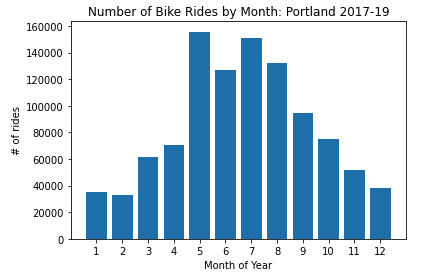 Number of Bike Rides by Month: Portland 2017-19
160000
140000
120000
100000
80000
60000
40000
20000
0
# of rides
1 2 3 4 5 6 7 8 9 10 11 12
Month of Year